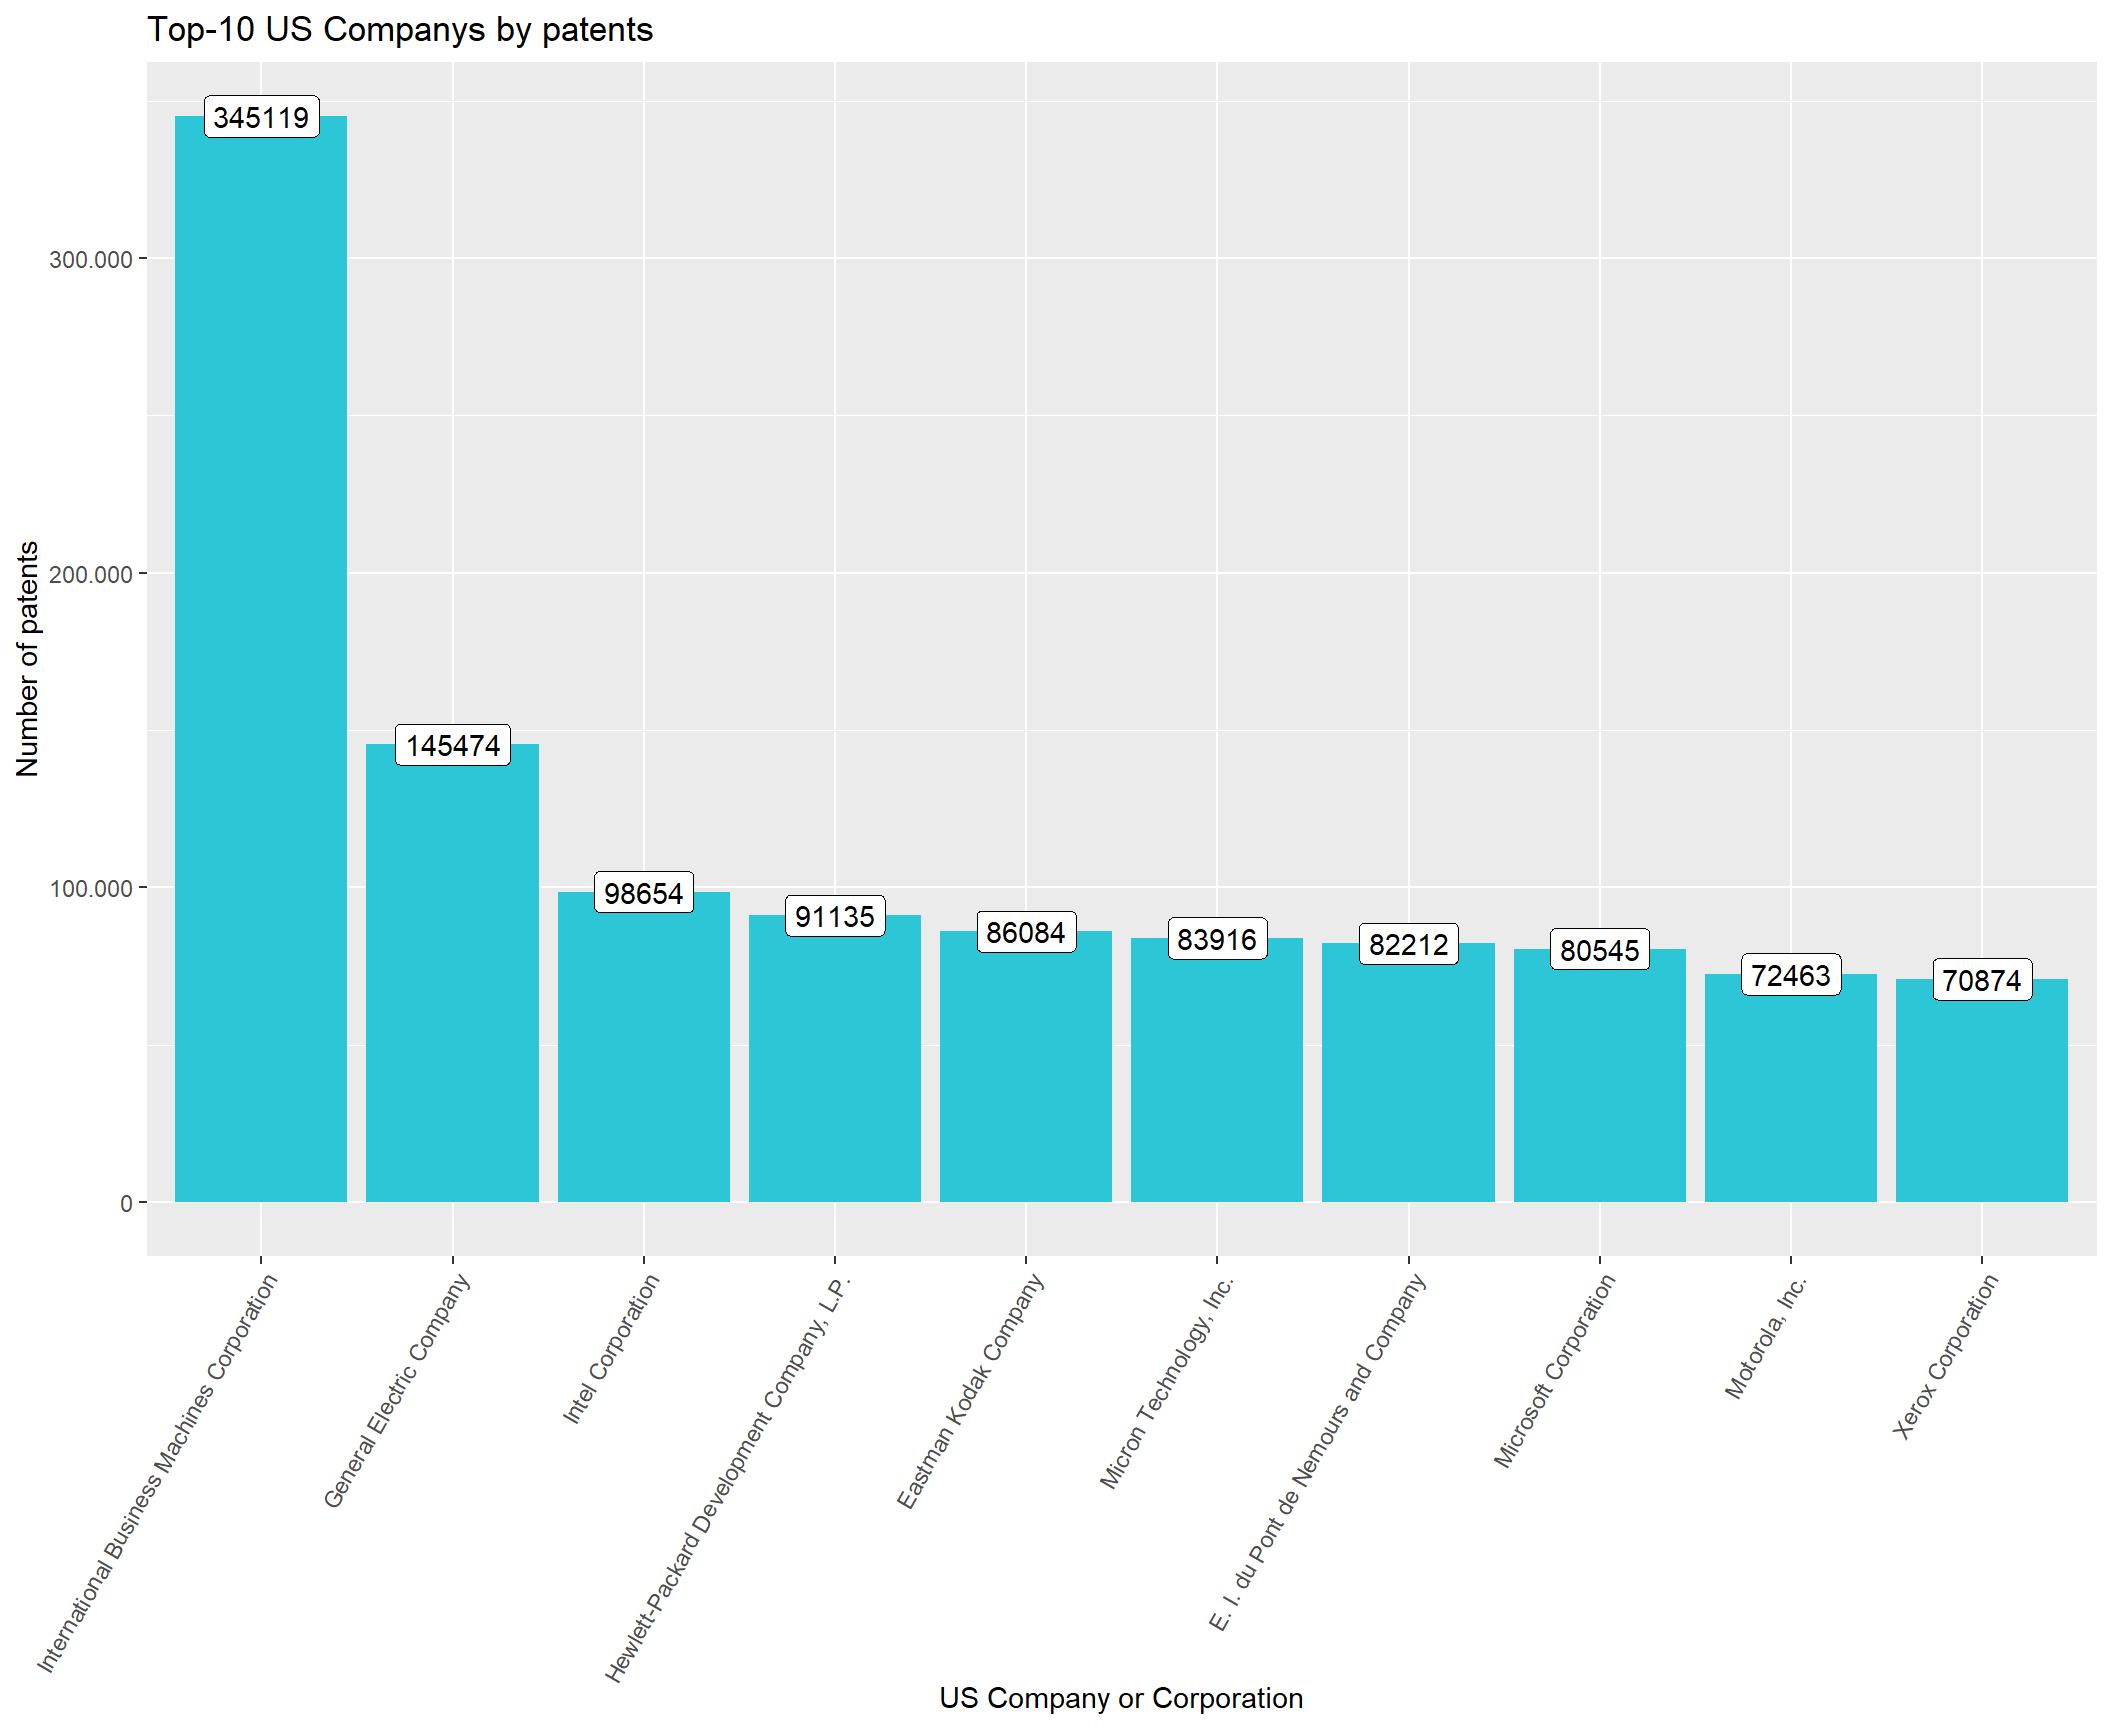 Top-10 US Companys by patents
Number of patents
300.000
200.000
100.000
0
345119
145474
98654
91135
86084
83916
82212
80545
72463
70874
International Business Machines Corporation
General Electric Company
Intel Corporation
Hewlett-Packard Development Company, L.P.
Eastman Kodak Company
Micron Technology, Inc.
E. I. du Pont de Nemours and Company
Microsoft Corporation
Motorola, Inc.
Xerox Corporation
US Company or Corporation